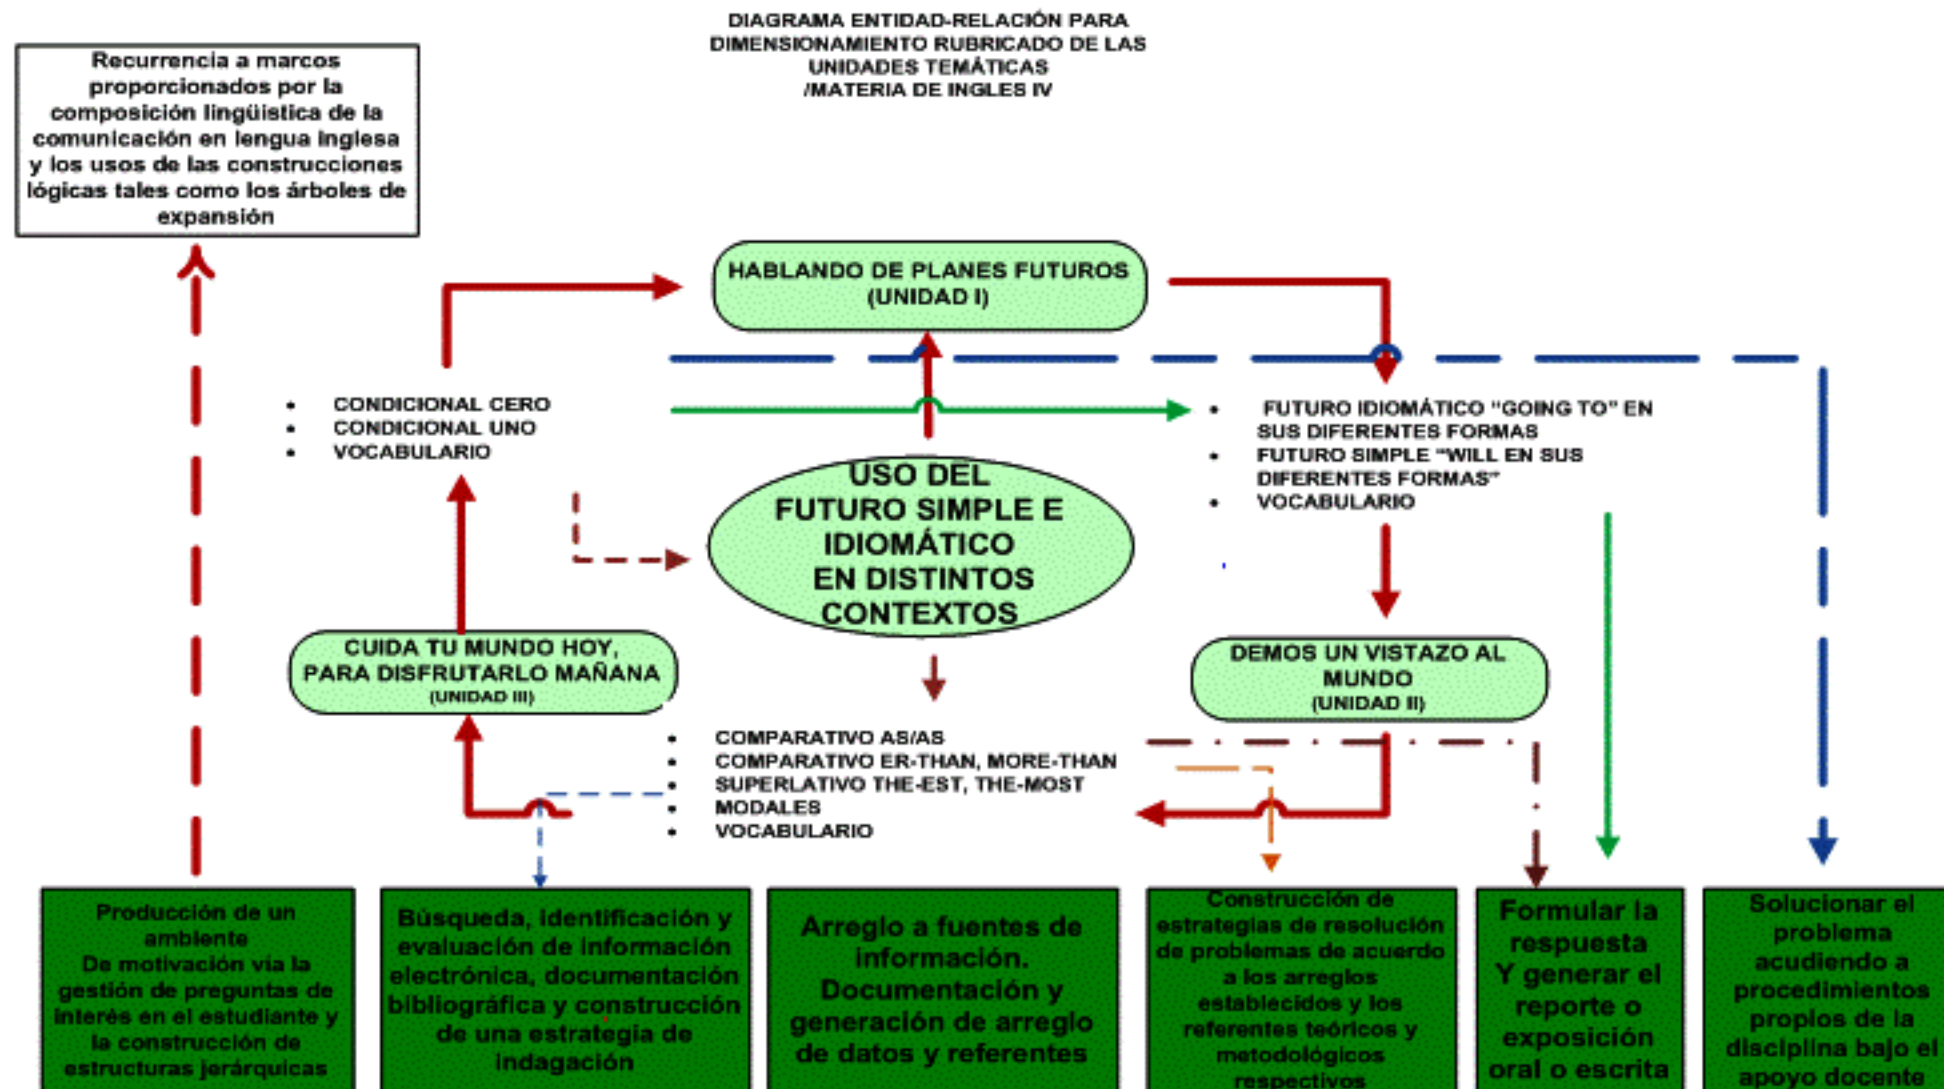 DIAGRAMA ENTIDAD-RELACIÓN PARA
DIMENSIONAMIENTO RUBRICADO DE LAS
UNIDADES TEMÁTICAS
/MATERIA DE INGLES IV
Recurrencia a marcos
proporcionados por la
composición lingüística de la
comunicación en lengua inglesa
y los usos de las construcciones
lógicas tales como los árboles de
expansión
HABLANDO DE PLANES FUTUROS
(UNIDAD I)
• CONDICIONAL CERO
• CONDICIONAL UNO
• VOCABULARIO
• FUTURO IDIOMÁTICO "GOING TO" EN
SUS DIFERENTES FORMAS
• FUTURO SIMPLE "WILL EN SUS
DIFERENTES FORMAS"
• VOCABULARIO
USO DEL
FUTURO SIMPLE E
IDIOMÁTICO
EN DISTINTOS
CONTEXTOS
CUIDA TU MUNDO HOY,
PARA DISFRUTARLO MAÑANA
(UNIDAD III)
DEMOS UN VISTAZO AL
MUNDO
(UNIDAD II)
• COMPARATIVO AS/AS
• COMPARATIVO ER-THAN, MORE-THAN
• SUPERLATIVO THE-EST, THE-MOST
• MODALES
• VOCABULARIO
Producción de un
ambiente
De motivación vía la
gestión de preguntas de
interés en el estudiante y
la construcción de
estructuras jerárquicas
Búsqueda, identificación y
evaluación de información
electrónica, documentación
bibliográfica y construcción
de una estrategia de
indagación
Arreglo a fuentes de
información.
Documentación y
generación de arreglo
de datos y referentes
Construcción de
estrategias de resolución
de problemas de acuerdo
a los arreglos
establecidos y los
referentes teóricos y
metodológicos
respectivos
Formular la
respuesta
Y generar el
reporte o
exposición
oral o escrita
Solucionar el
problema
acudiendo a
procedimientos
propios de la
disciplina bajo el
apoyo docente